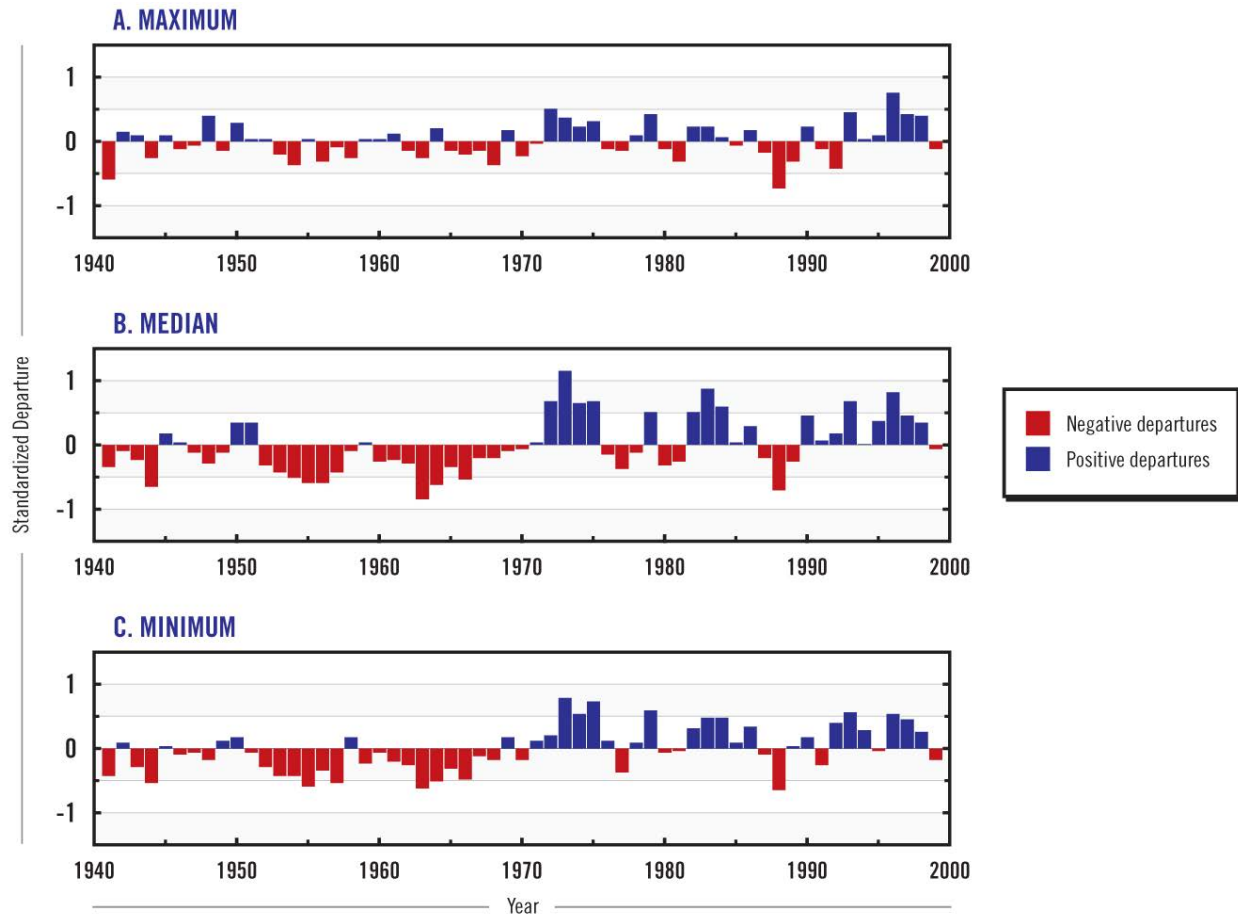 A. MAXIMUM
1
0
-1
1940 1950 1960 1970 1980 1990 2000
B. MEDIAN
1
0
-1
1940 1950 1960 1970 1980 1990 2000
C. MINIMUM
1
0
-1
1940 1950 1960 1970 1980 1990 2000
Year
Standardized Departure
Negative departures
Positive departures